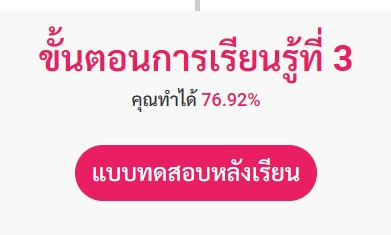 ขั้นตอนการเรียนรู้ที่ 3
คุณทำได้ 76.92%
แบบทดสอบหลังเรียน